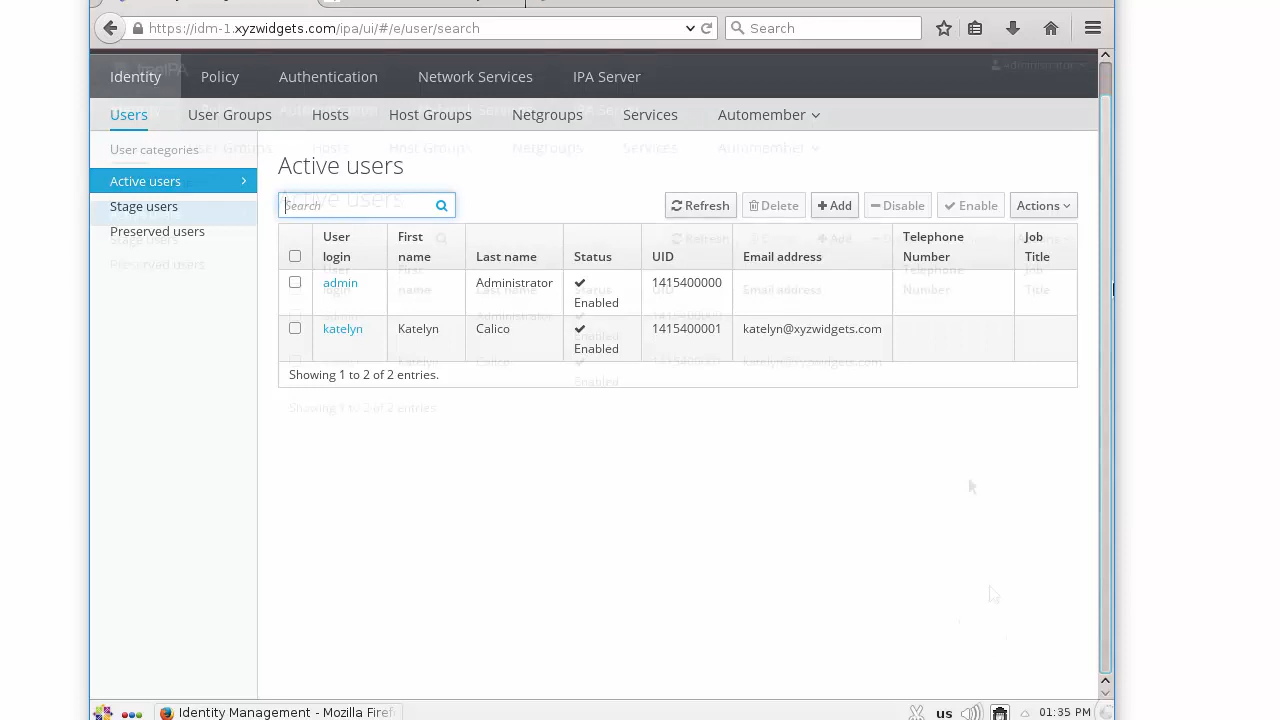 https://idm-1.xyzwidgets.com/ipa/ui/#/e/user/search
Search
Identity Policy Authentication Network Services IPA Server
Administrator
Users User Groups Hosts Host Groups Netgroups Services Automember
User categories
Active users
Stage users
Preserved users
Active users
Search
Refresh Delete Add Disable Enable Actions
User login First name Last name Status UID Email address Telephone Number Job Title
admin Administrator Enabled 1415400000
katelyn Katelyn Calico Enabled 1415400001 katelyn@xyzwidgets.com
Showing 1 to 2 of 2 entries.
Identity Management - Mozilla Firef
us 01:35 PM